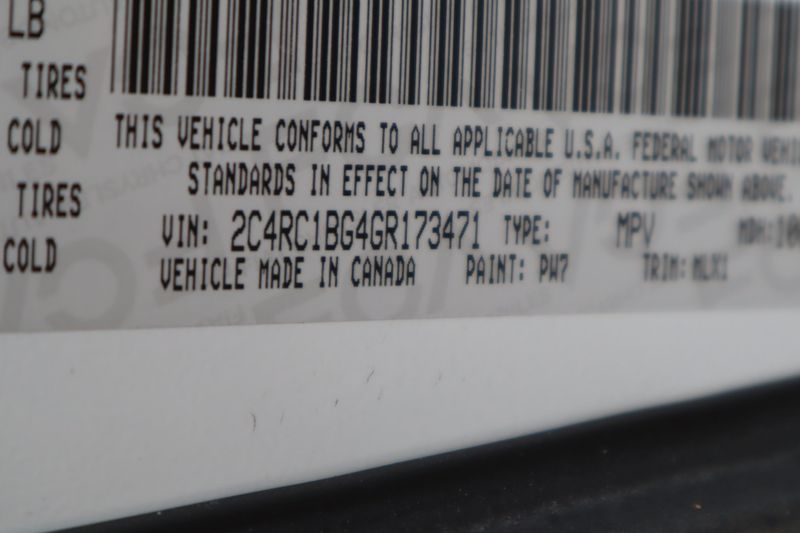 LB
TIRES
COLD
TIRES
COLD
THIS VEHICLE CONFORMS TO ALL APPLICABLE U.S.A. FEDERAL MOTOR
STANDARDS IN EFFECT ON THE DATE OF MANUFACTURE SHOWN ABOVE.
VIN: 2C4RC1BG4GR173471 TYPE: MPV MDH:
VEHICLE MADE IN CANADA PAINT: PW7 TRIM: